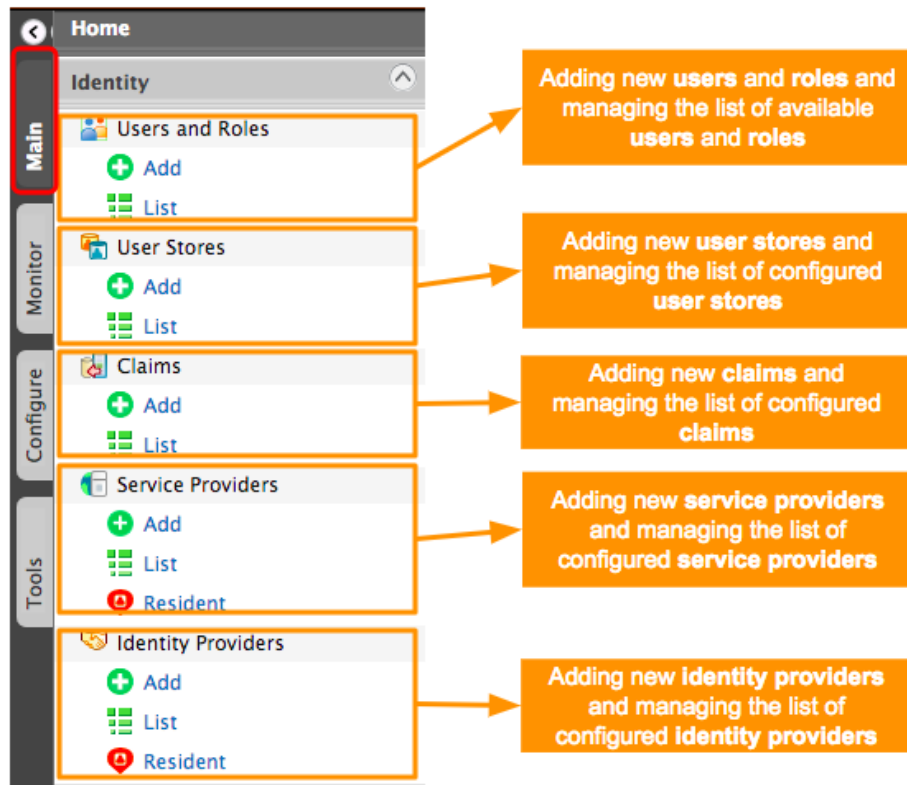 Home
Identity
Main
Monitor
Configure
Tools
Users and Roles
Add
List
User Stores
Add
List
Claims
Add
List
Service Providers
Add
List
Resident
Identity Providers
Add
List
Resident
Adding new users and roles and
managing the list of available
users and roles
Adding new user stores and
managing the list of configured
user stores
Adding new claims and
managing the list of configured
claims
Adding new service providers
and managing the list of
configured service providers
Adding new identity providers
and managing the list of
configured identity providers